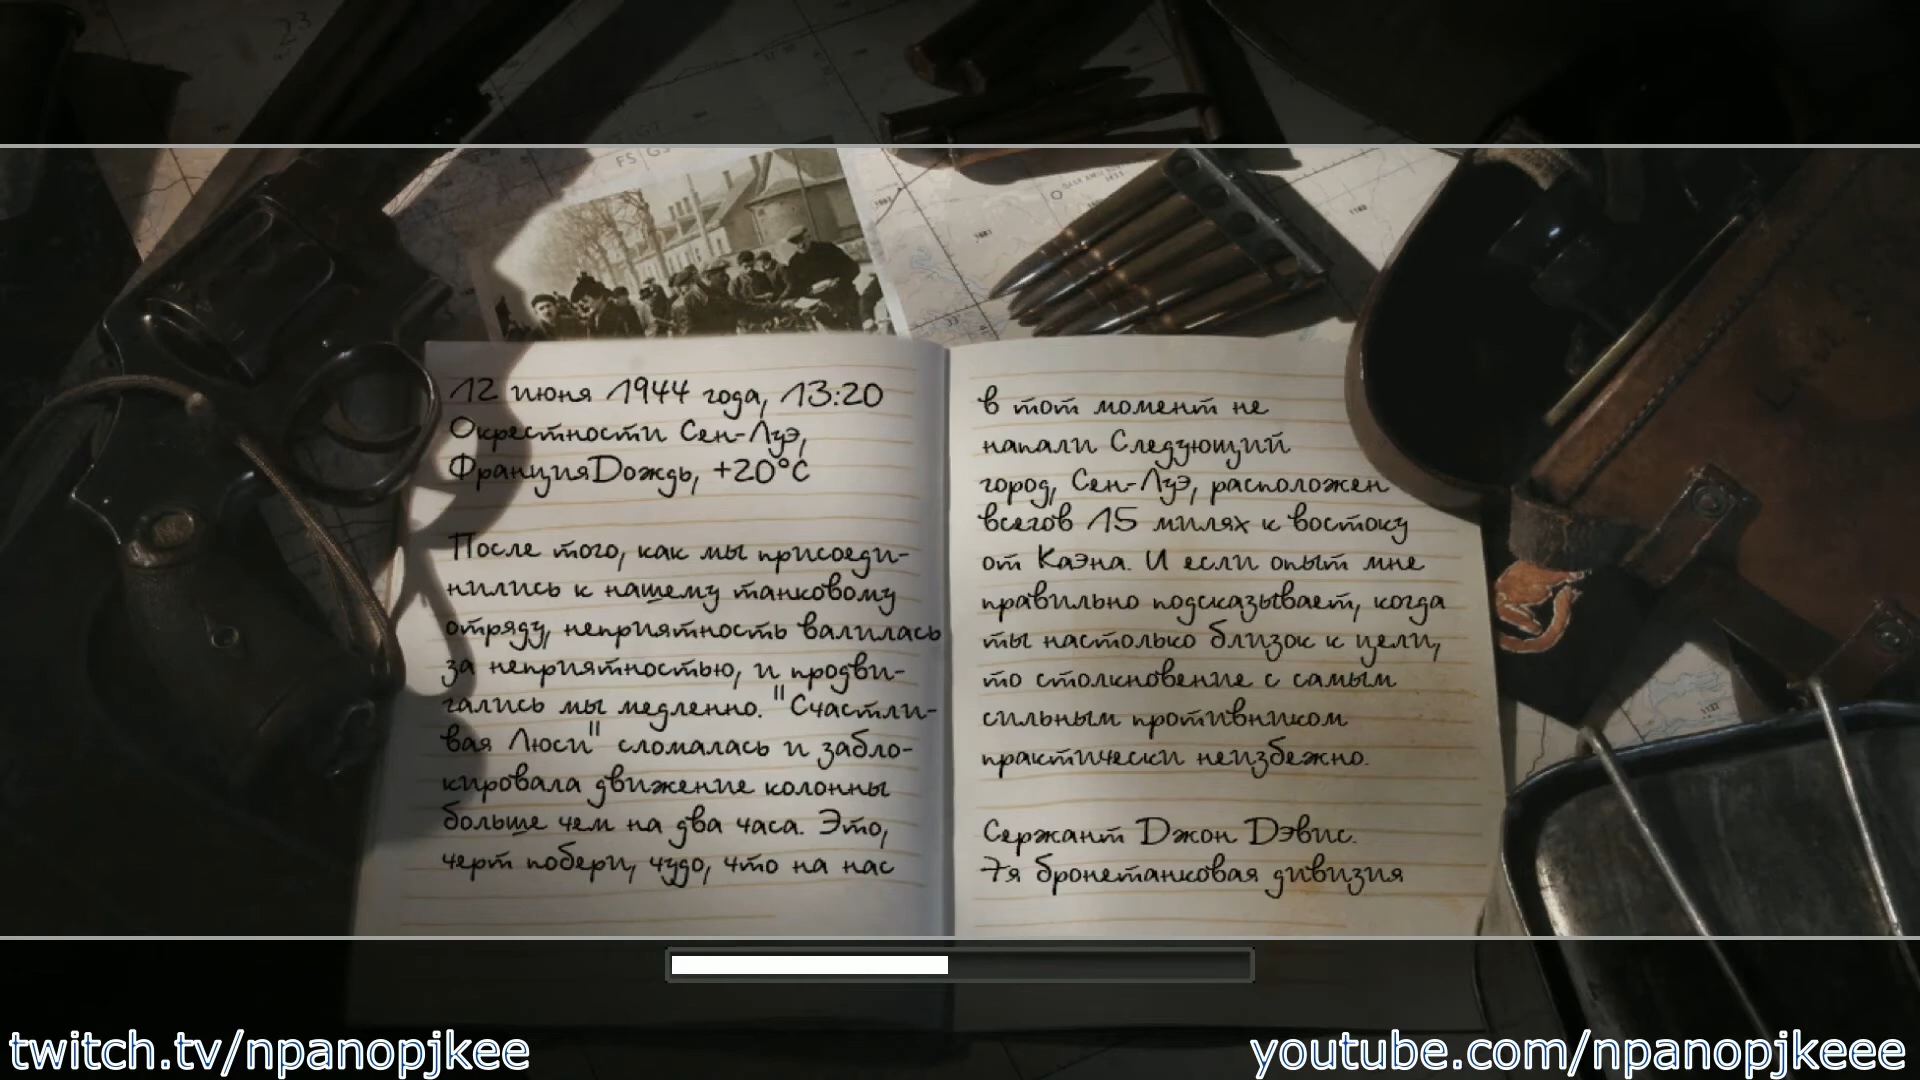 12 июня 1944 года, 13:20
Окрестности Сен-Луэ,
ФранцияДождь, +20°C
После того, как мы присоеди-
нились к нашему танковому
отряду, неприятность валилась
за неприятностью, и продви-
гались мы медленно. "Счастли-
вая Люси" сломалась и забло-
кировала движение колонны
больше чем на два часа. Это,
черт побери, чудо, что на нас
в тот момент не
напали Следующий
город, Сен-Луэ, расположен
всегов 15 милях к востоку
от Каэна. И если опыт мне
правильно подсказывает, когда
ты настолько близок к цели,
то столкновение с самым
сильным противником
практически неизбежно.
Сержант Джон Дэвис.
7я бронетанковая дивизия
twitch.tv/npanopjkee
youtube.com/npanopjkeee